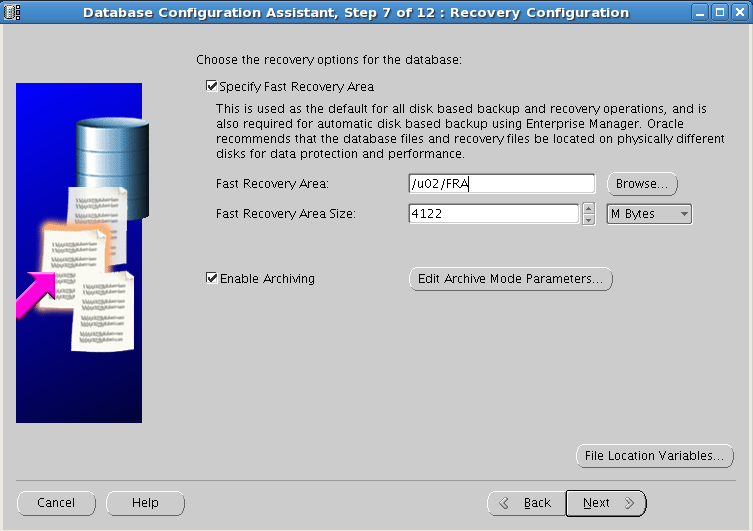 Database Configuration Assistant, Step 7 of 12 : Recovery Configuration
Choose the recovery options for the database:
Specify Fast Recovery Area
This is used as the default for all disk based backup and recovery operations, and is
also required for automatic disk based backup using Enterprise Manager. Oracle
recommends that the database files and recovery files be located on physically different
disks for data protection and performance.
Fast Recovery Area: /u02/FRA Browse...
Fast Recovery Area Size: 4122 M Bytes
Enable Archiving Edit Archive Mode Parameters...
File Location Variables...
Cancel Help Back Next